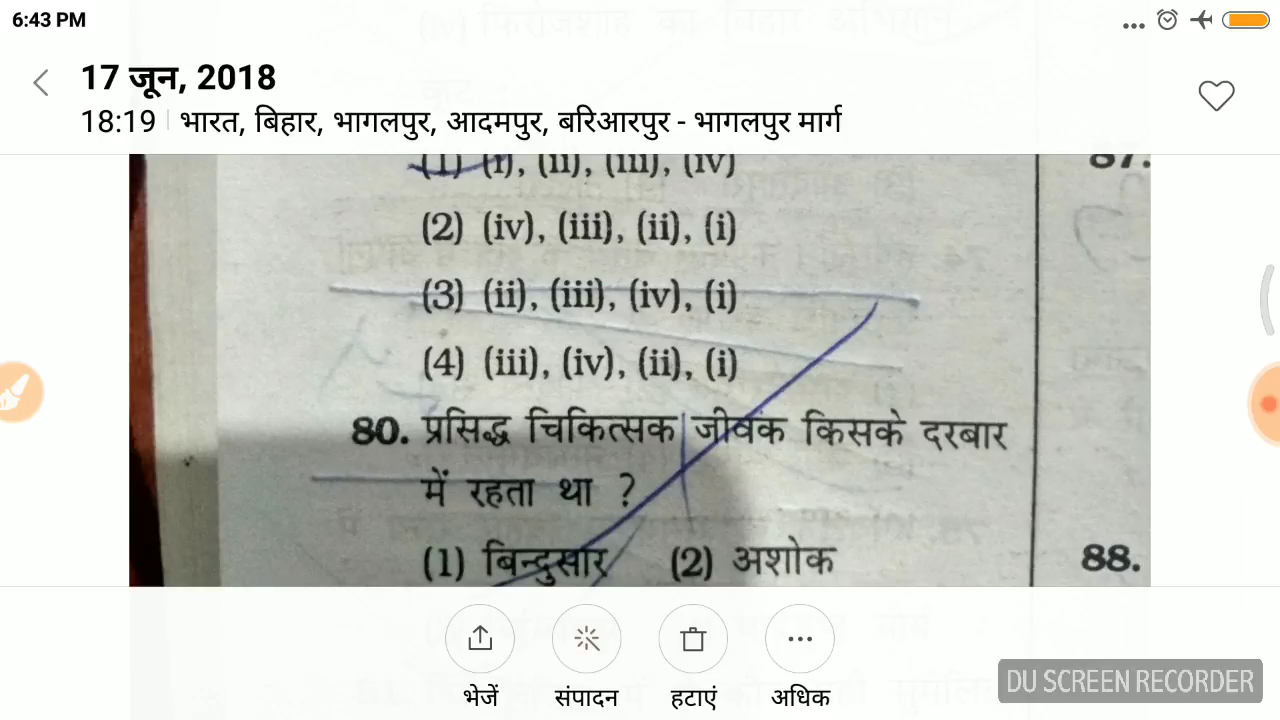 6:43 PM
17 जून, 2018
18:19 भारत, बिहार, भागलपुर, आदमपुर, बरिआरपुर - भागलपुर मार्ग
(1) (i), (ii), (iii), (iv)
87.
(2) (iv), (iii), (ii), (i)
(3) (ii), (iii), (iv), (i)
(4) (iii), (iv), (ii), (i)
80. प्रसिद्ध चिकित्सक जीवक किसके दरबार
में रहता था ?
(1) बिन्दुसार (2) अशोक
88.
भेजें संपादन हटाएं अधिक
DU SCREEN RECORDER